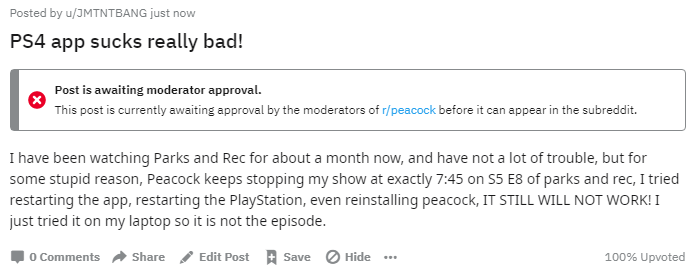 Posted by u/JMTNTBANG just now
PS4 app sucks really bad!
Post is awaiting moderator approval.
This post is currently awaiting approval by the moderators of r/peacock before it can appear in the subreddit.
I have been watching Parks and Rec for about a month now, and have not a lot of trouble, but for
some stupid reason, Peacock keeps stopping my show at exactly 7:45 on S5 E8 of parks and rec, I tried
restarting the app, restarting the PlayStation, even reinstalling peacock, IT STILL WILL NOT WORK! I
just tried it on my laptop so it is not the episode.
0 Comments Share Edit Post Save Hide ••• 100% Upvoted